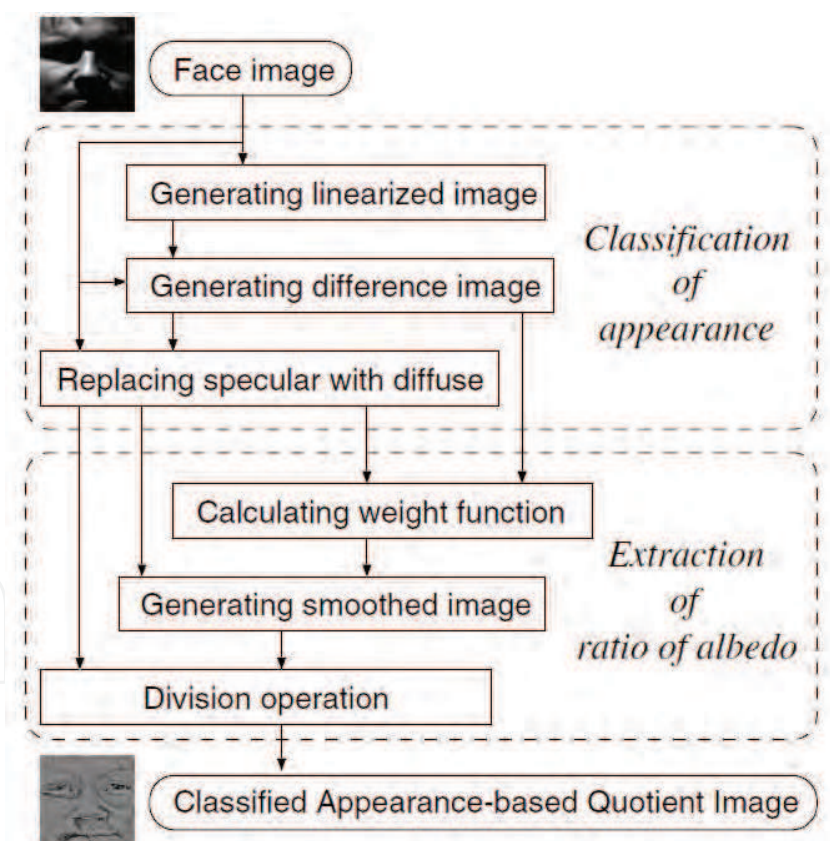 Face image
Generating linearized image
Classification
of
appearance
Generating difference image
Replacing specular with diffuse
Calculating weight function
Extraction
of
ratio of albedo
Generating smoothed image
Division operation
Classified Appearance-based Quotient Image